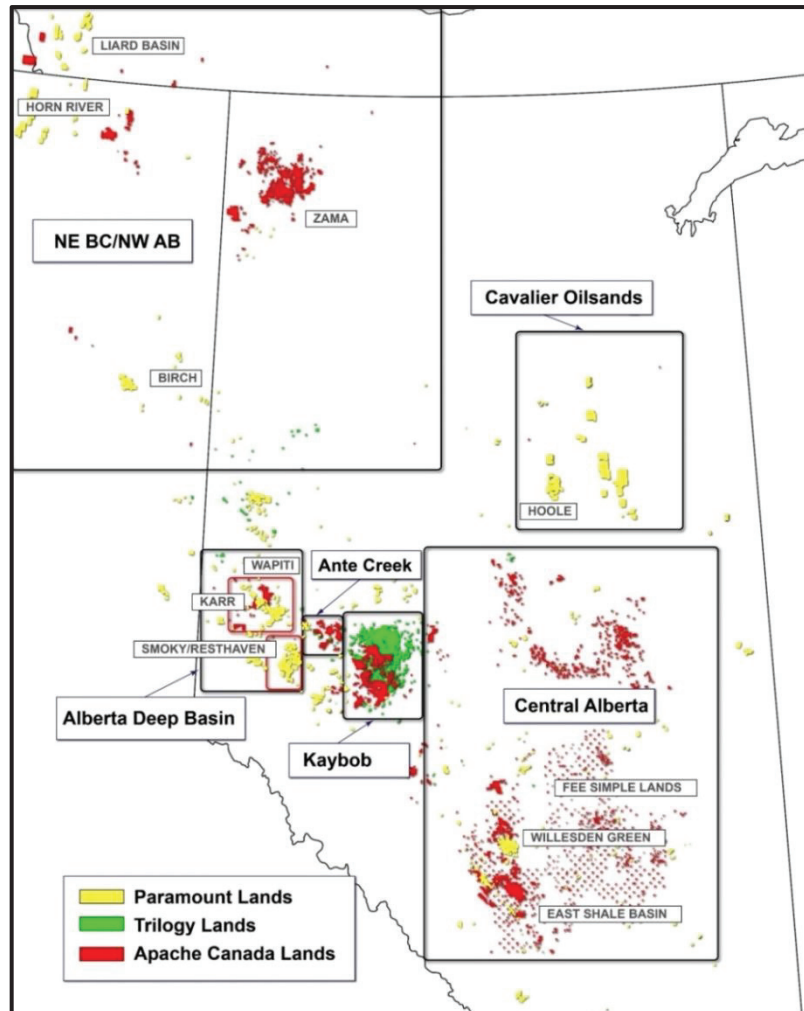 LIARD BASIN
HORN RIVER
ZAMA
NE BC/NW AB
Cavalier Oilsands
BIRCH
HOOLE
WAPITI
Ante Creek
KARR
SMOKY/RESTHAVEN
Alberta Deep Basin
Central Alberta
Kaybob
FEE SIMPLE LANDS
WILLESDEN GREEN
EAST SHALE BASIN
Paramount Lands
Trilogy Lands
Apache Canada Lands